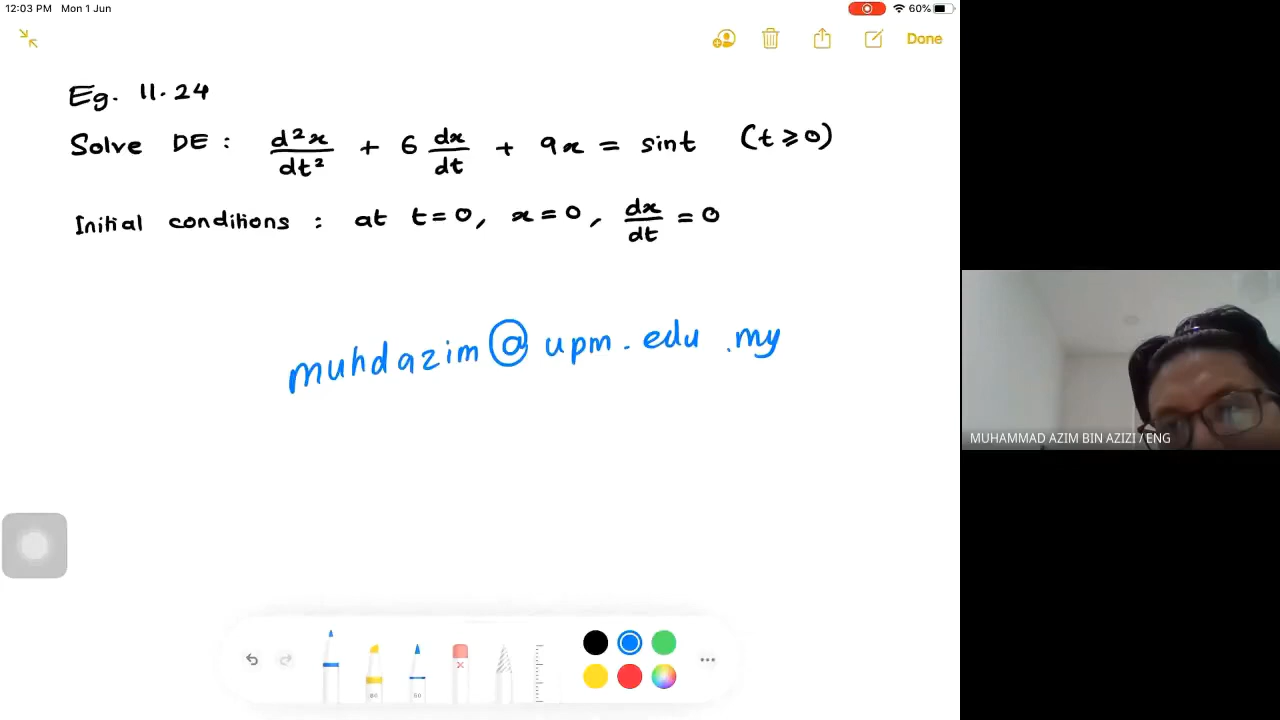 12:03 PM Mon 1 Jun
60%
Done
Eg. 11.24
Solve DE : d²x/dt² + 6 dx/dt + 9x = sint (t ≥ 0)
Initial conditions : at t=0, x=0, dx/dt = 0
muhdazim@upm.edu.my
MUHAMMAD AZIM BIN AZIZI / ENG